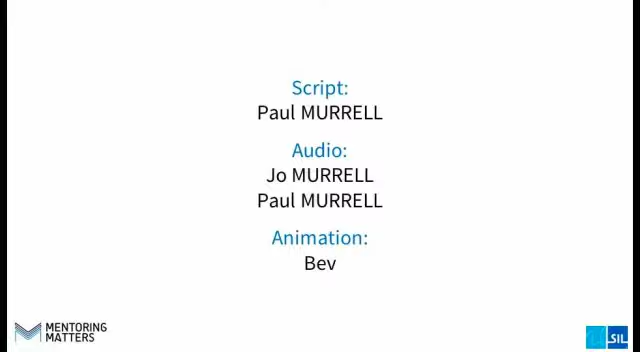 Script:
Paul MURRELL
Audio:
Jo MURRELL
Paul MURRELL
Animation:
Bev
MENTORING
MATTERS
SIL